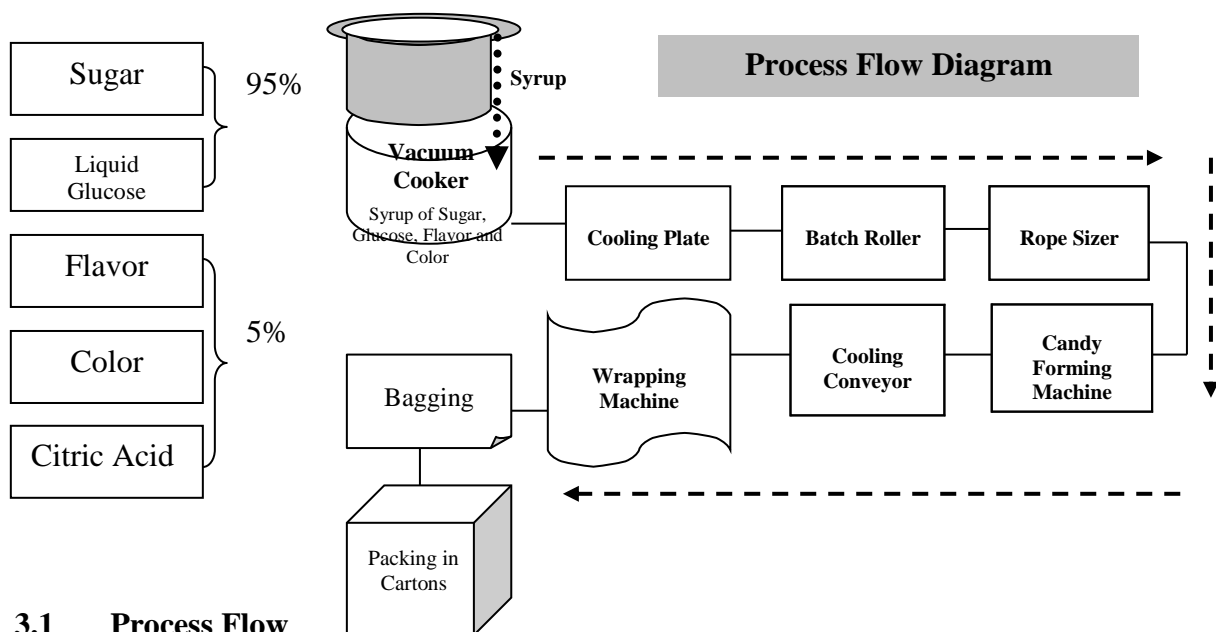 Sugar
95%
Liquid
Glucose
Flavor
5%
Color
Citric Acid
Syrup
Process Flow Diagram
Vacuum
Cooker
Syrup of Sugar,
Glucose, Flavor and
Color
Cooling Plate
Batch Roller
Rope Sizer
Candy
Forming
Machine
Cooling
Conveyor
Wrapping
Machine
Bagging
Packing in
Cartons
3.1 Process Flow